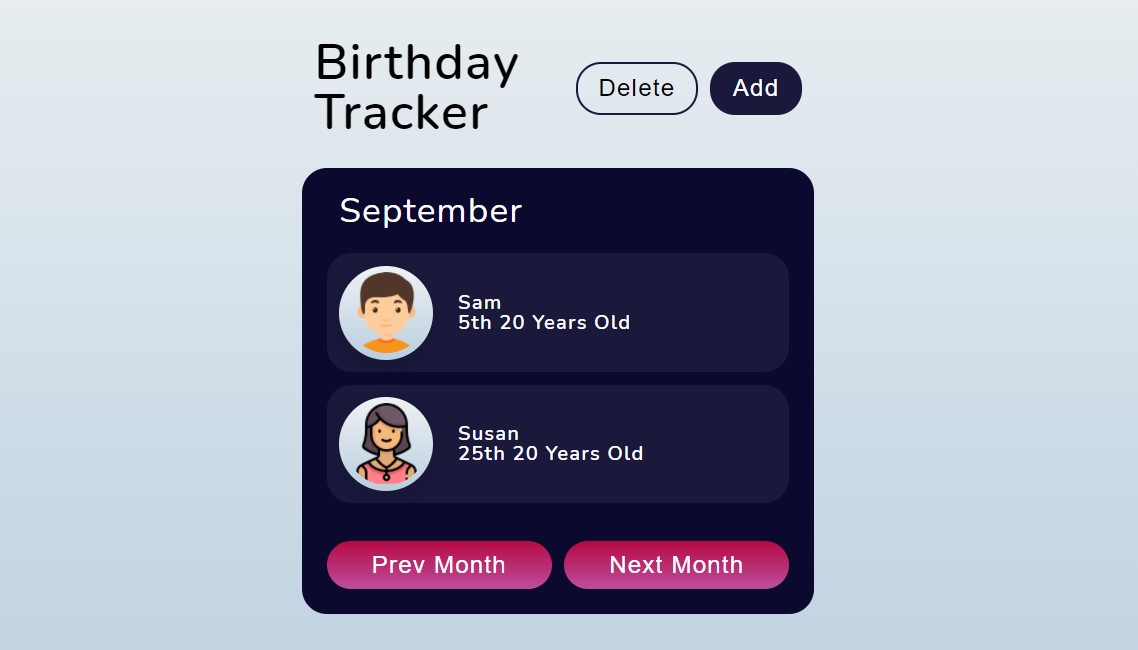 Birthday
Tracker
Delete
Add
September
Sam
5th 20 Years Old
Susan
25th 20 Years Old
Prev Month
Next Month